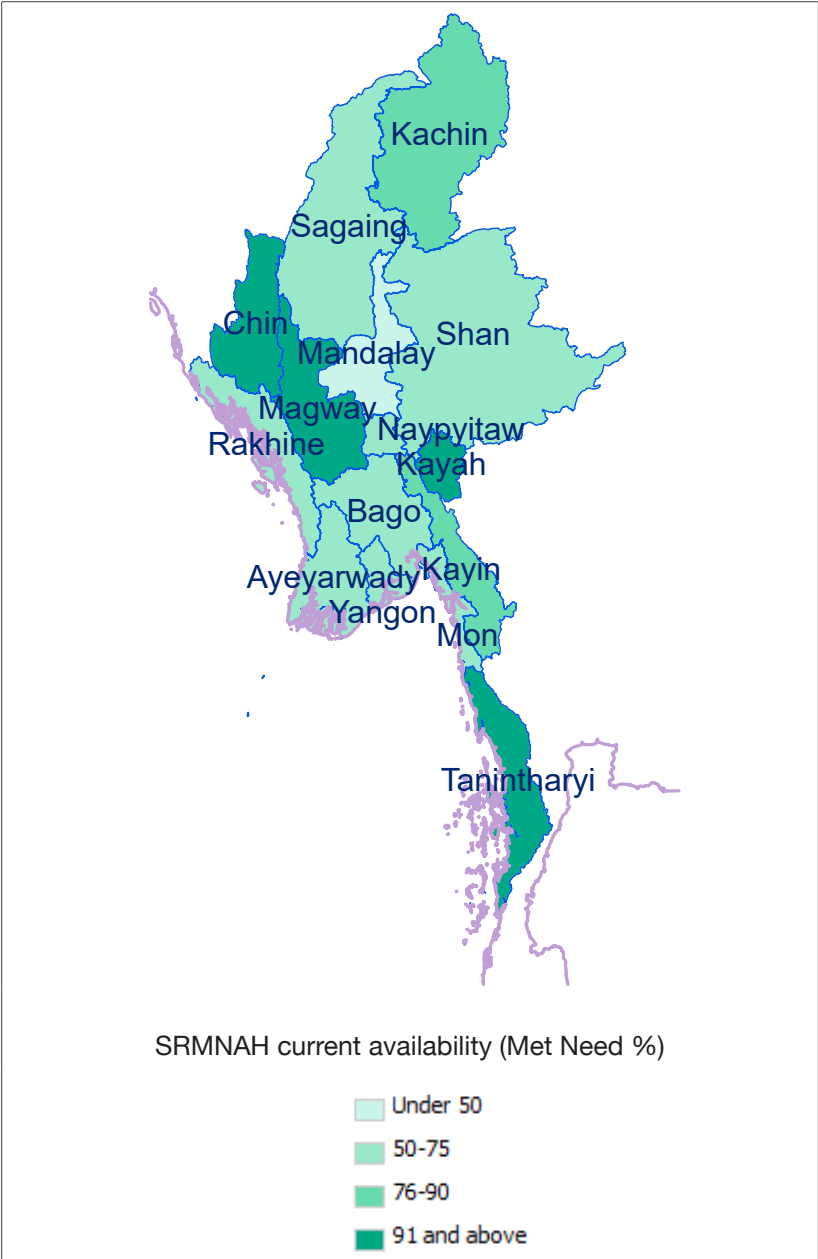 Kachin
Sagaing
Chin
Shan
Mandalay
Magway
Naypyitaw
Rakhine
Kayah
Bago
Kayin
Ayeyarwady
Yangon
Mon
Tanintharyi
SRMNAH current availability (Met Need %)
Under 50
50-75
76-90
91 and above